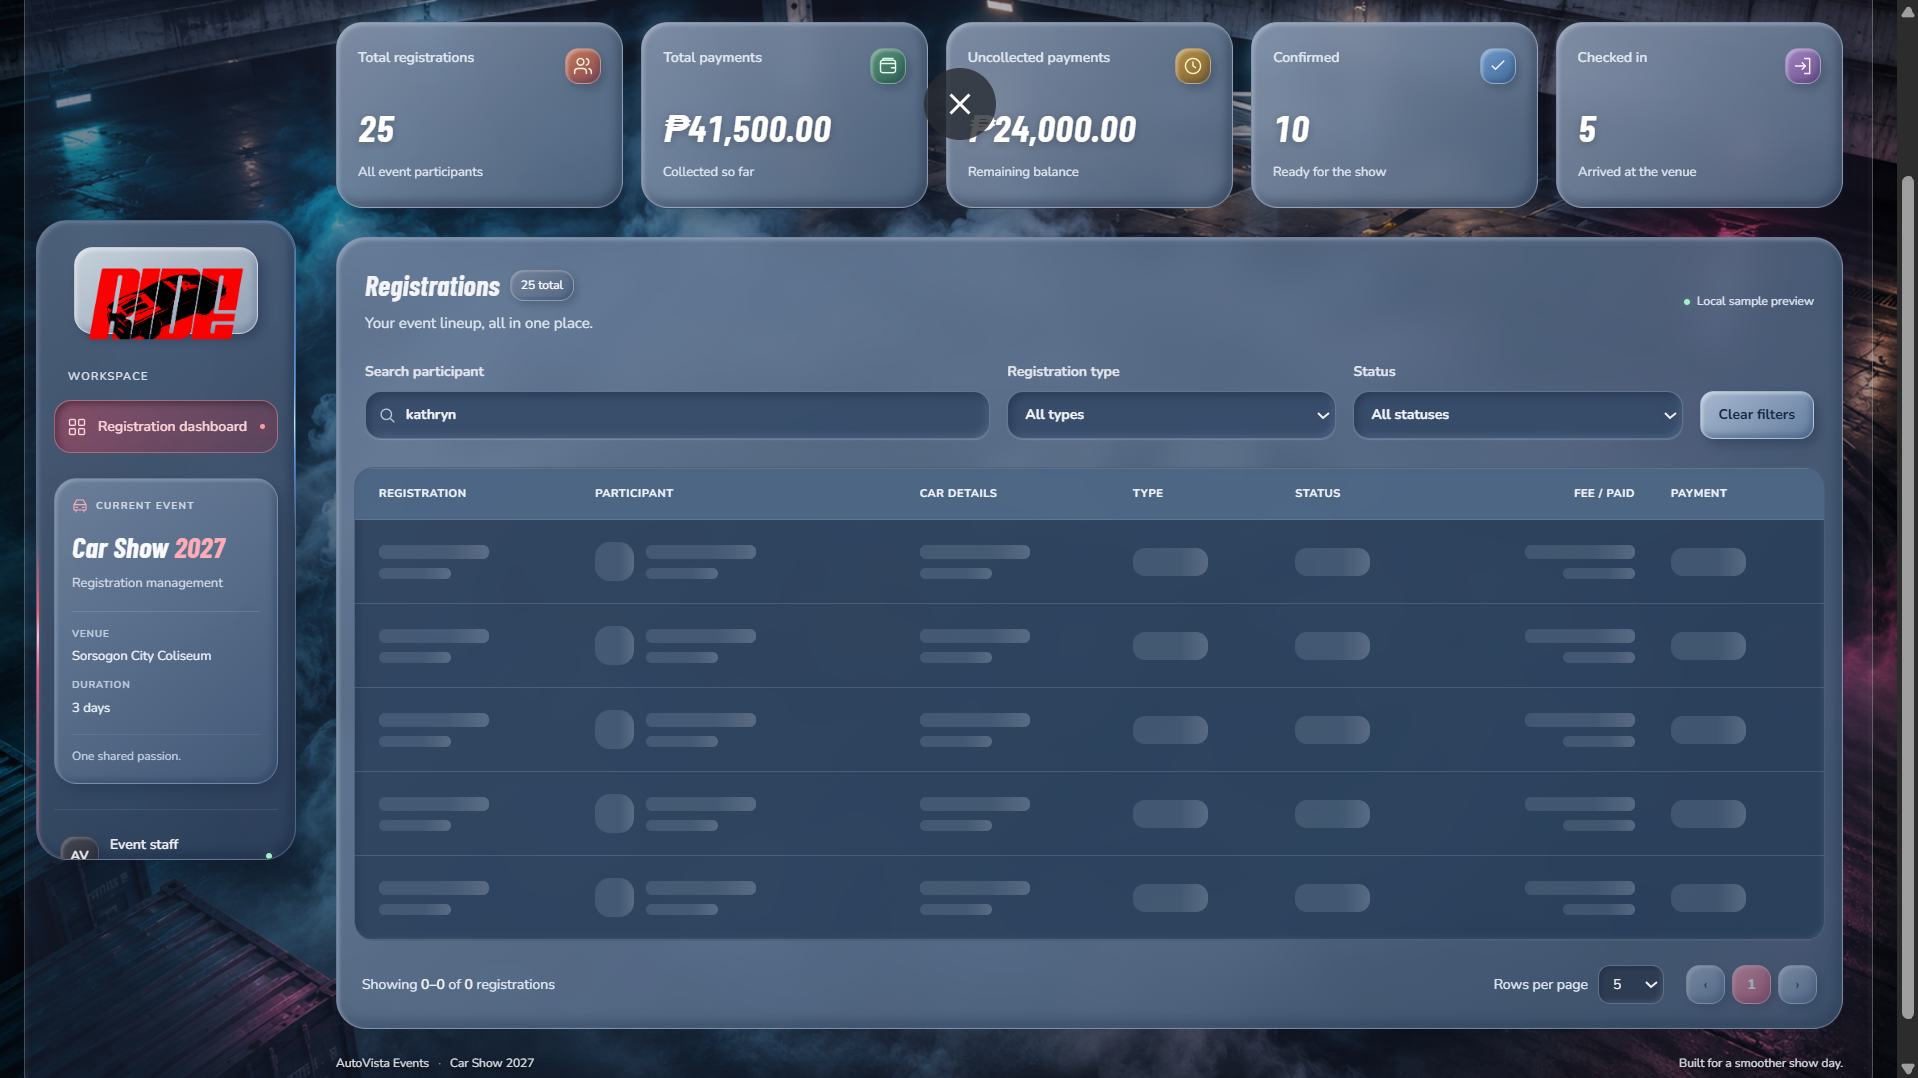 Total registrations
25
All event participants
Total payments
₱41,500.00
Collected so far
Uncollected payments
₱24,000.00
Remaining balance
Confirmed
10
Ready for the show
Checked in
5
Arrived at the venue
RIDE
WORKSPACE
Registration dashboard
CURRENT EVENT
Car Show 2027
Registration management
VENUE
Sorsogon City Coliseum
DURATION
3 days
One shared passion.
AV
Event staff
Registrations
25 total
Your event lineup, all in one place.
Local sample preview
Search participant
kathryn
Registration type
All types
Status
All statuses
Clear filters
REGISTRATION PARTICIPANT CAR DETAILS TYPE STATUS FEE / PAID PAYMENT
Showing 0–0 of 0 registrations
Rows per page
5
‹ 1 ›
AutoVista Events · Car Show 2027
Built for a smoother show day.